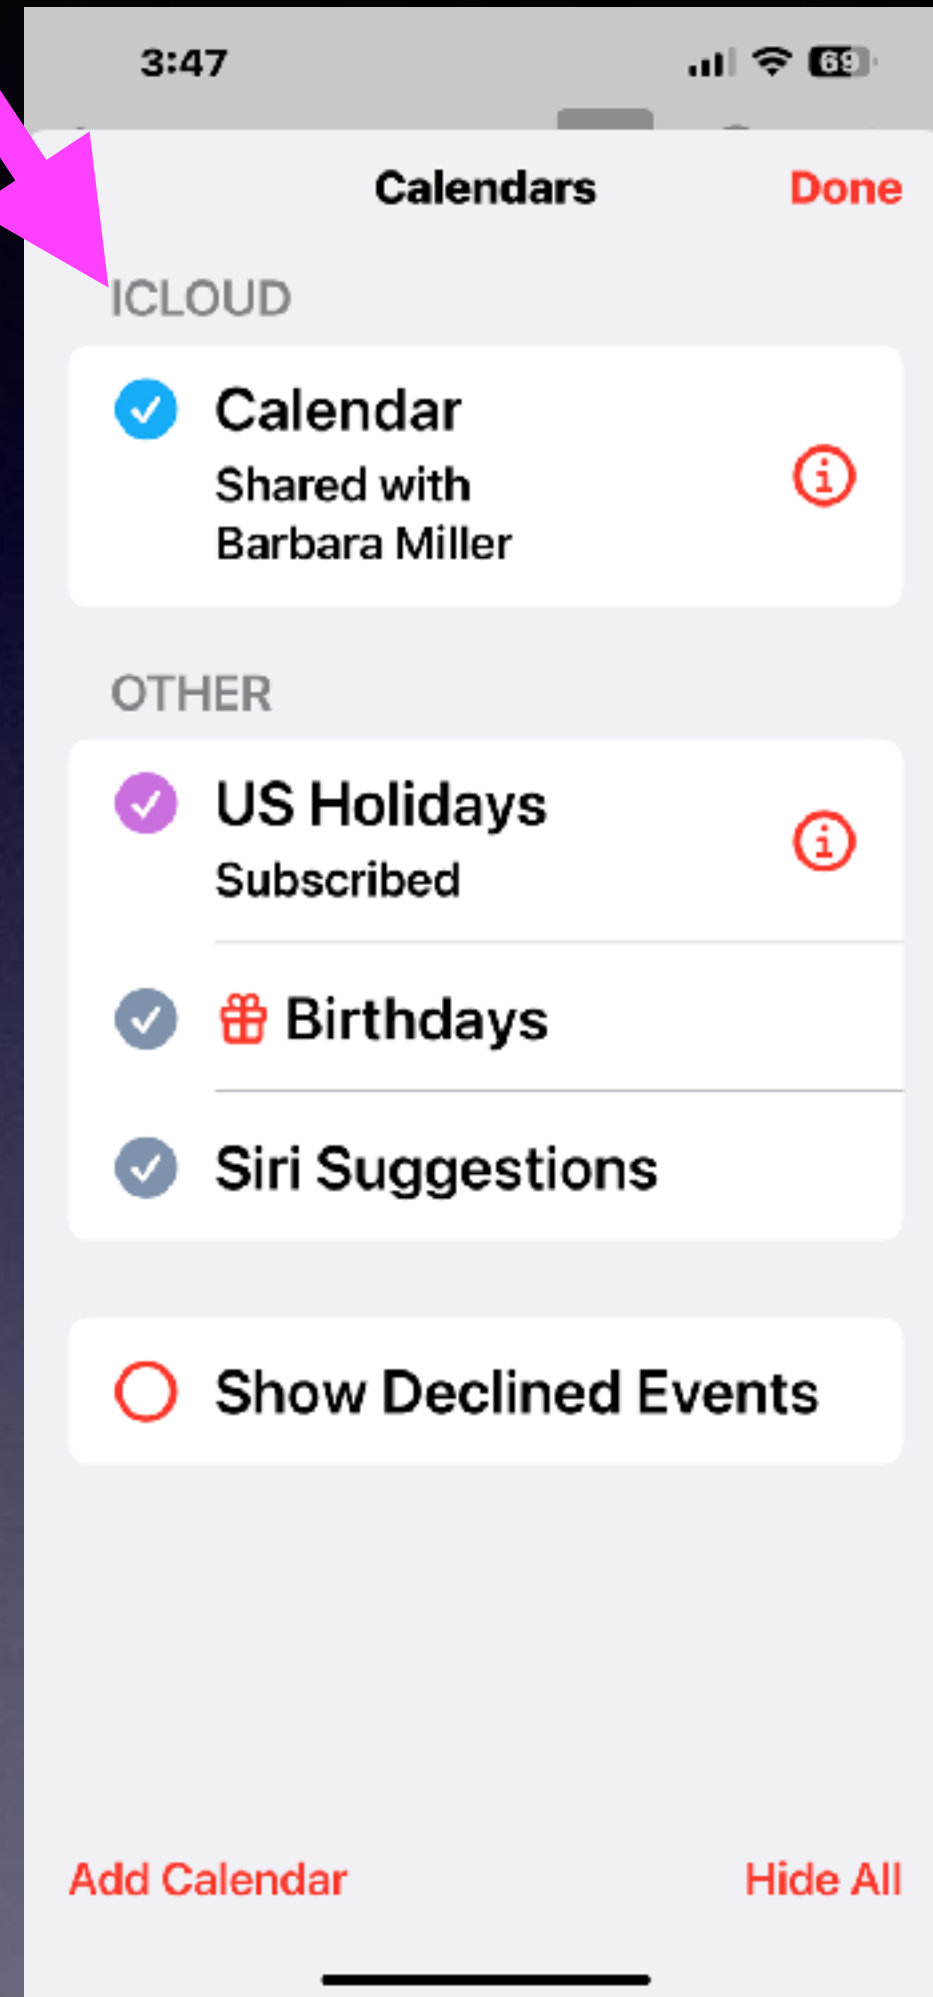 3:47
69
Calendars
Done
ICLOUD
Calendar
Shared with
Barbara Miller
OTHER
US Holidays
Subscribed
Birthdays
Siri Suggestions
Show Declined Events
Add Calendar
Hide All